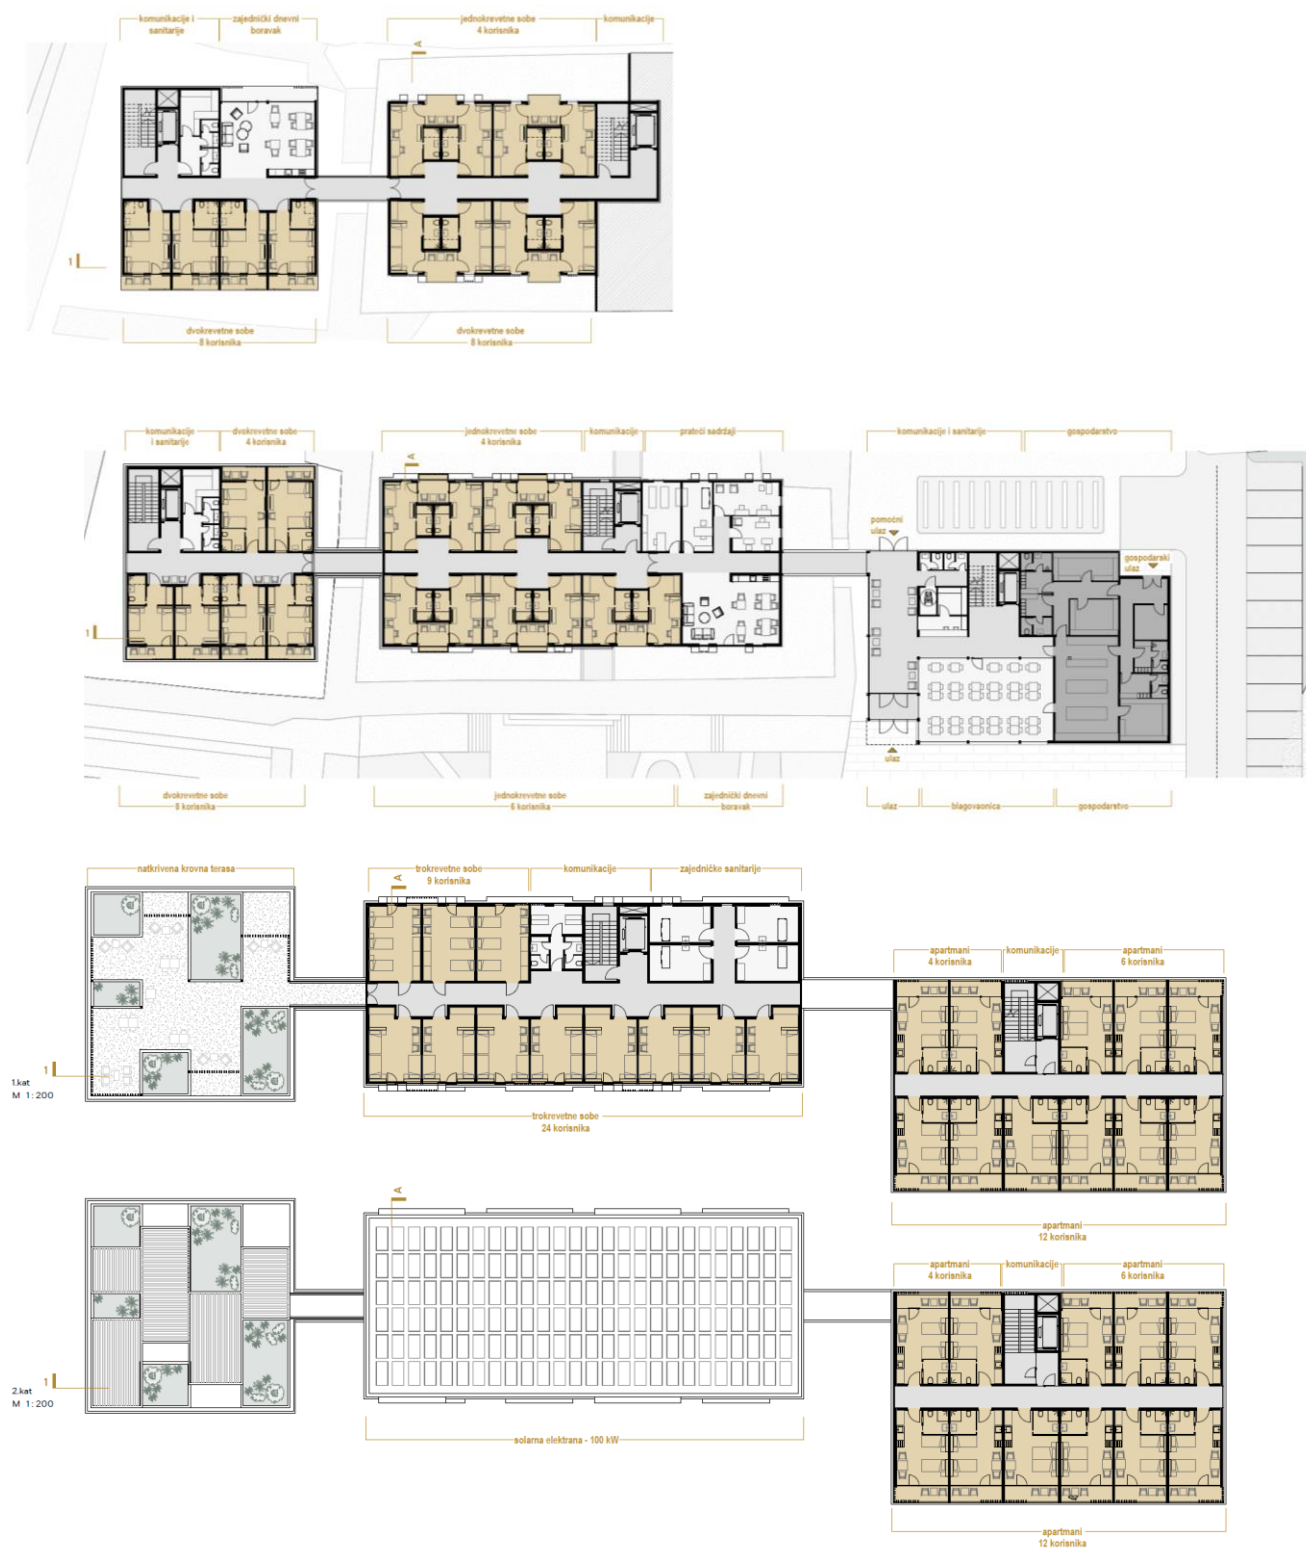 komunikacije i
sanitarije
zajednički dnevni
boravak
jednokrevetne sobe
4 korisnika
komunikacije
A
1
dvokrevetne sobe
8 korisnika
dvokrevetne sobe
8 korisnika
komunikacije
i sanitarije
dvokrevetne sobe
4 korisnika
jednokrevetne sobe
4 korisnika
komunikacije
prateći sadržaji
komunikacije i sanitarije
gospodarstvo
A
pomoćni
ulaz
gospodarski
ulaz
1
ulaz
dvokrevetne sobe
8 korisnika
jednokrevetne sobe
6 korisnika
zajednički dnevni
boravak
ulaz
blagovaonica
gospodarstvo
natkrivena krovna terasa
trokrevetne sobe
9 korisnika
komunikacije
zajedničke sanitarije
A
apartmani
4 korisnika
komunikacije
apartmani
6 korisnika
1
1.kat
M 1:200
trokrevetne sobe
24 korisnika
apartmani
12 korisnika
A
apartmani
4 korisnika
komunikacije
apartmani
6 korisnika
1
2.kat
M 1:200
solarna elektrana - 100 kW
apartmani
12 korisnika